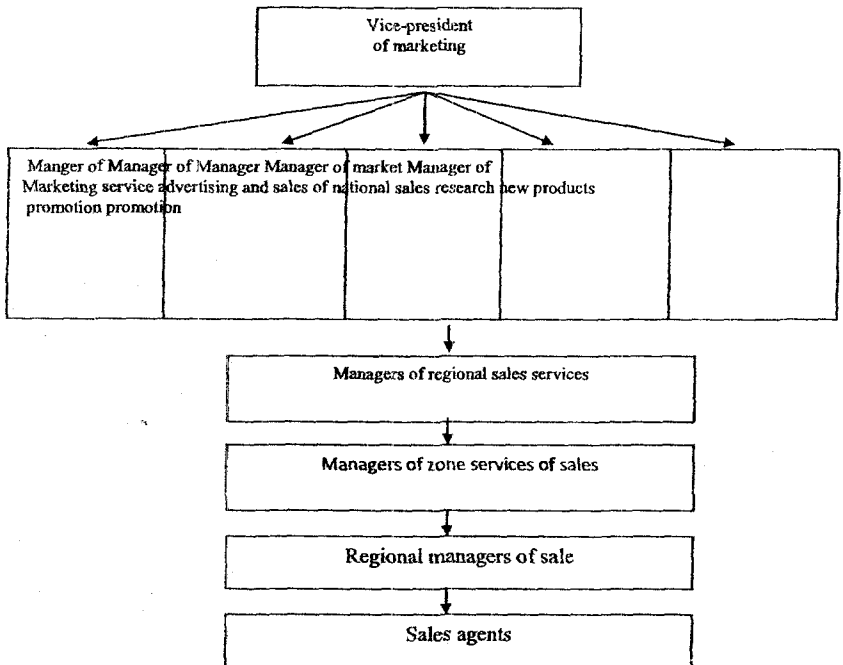 Vice-president
of marketing
Manger of Manager of Manager Manager of market Manager of
Marketing service advertising and sales of national sales research new products
promotion promotion
Managers of regional sales services
Managers of zone services of sales
Regional managers of sale
Sales agents